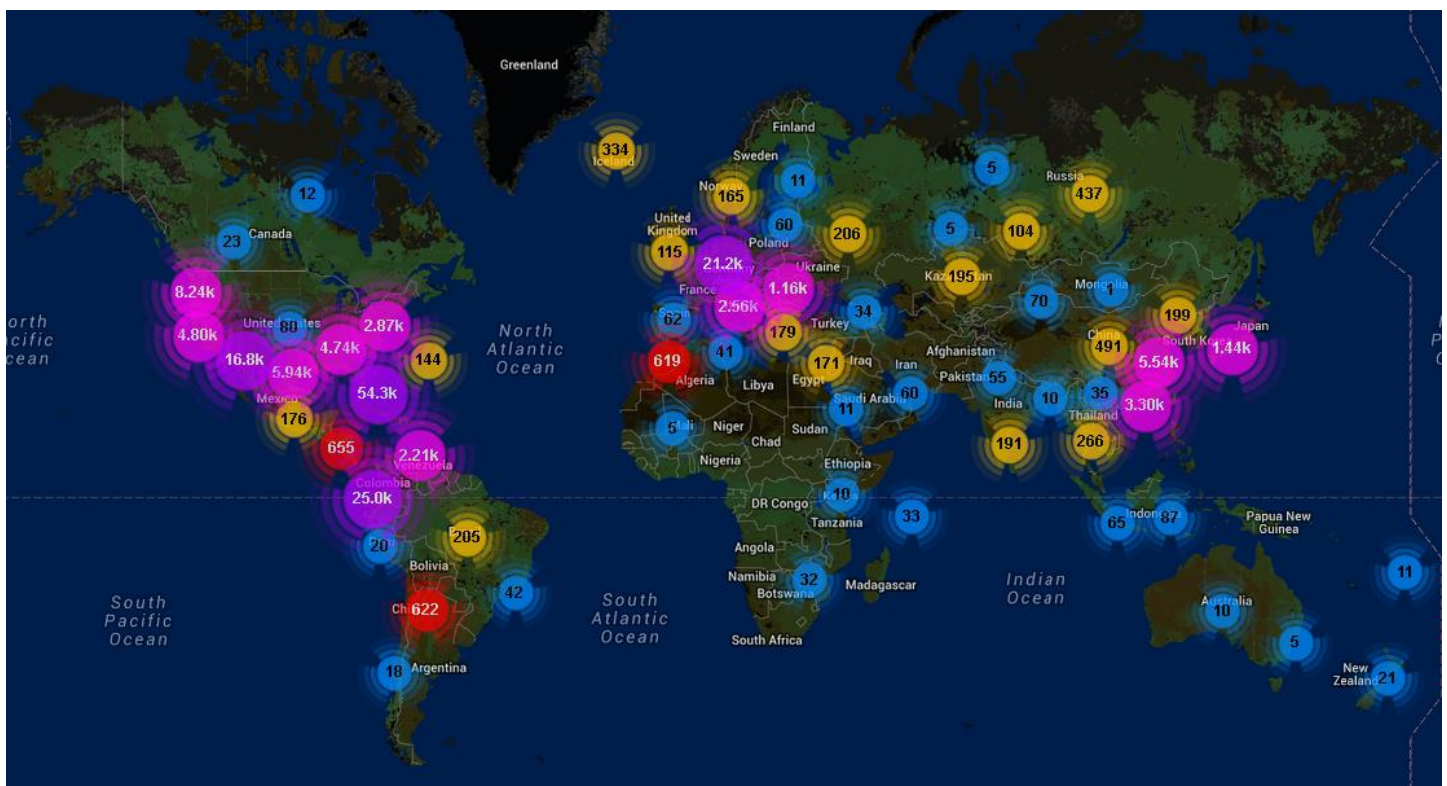 Greenland
334
Iceland
Finland
Sweden
5
Russia
437
12
11
Norway
165
23
Canada
United
Kingdom
115
60
Poland
206
5
104
21.2k
Ukraine
195
8.24k
France
2.56k
1.16k
70
Mongolia
1
4.80k
United States
80
2.87k
62
179
Turkey
34
199
Japan
1.44k
North
Atlantic
Ocean
16.8k
5.94k
4.74k
144
619
Algeria
41
Libya
Egypt
171
Iraq
Iran
Afghanistan
China
491
5.54k
Mexico
54.3k
Pakistan
55
176
Saudi Arabia
60
India
10
35
3.30k
11
Thailand
655
2.21k
Venezuela
5
Niger
Chad
Sudan
191
266
Nigeria
Ethiopia
Colombia
25.0k
DR Congo
10
Tanzania
33
65
Indonesia
87
Papua New
Guinea
20
205
Bolivia
Angola
Namibia
Botswana
32
Madagascar
Indian
Ocean
11
South
Pacific
Ocean
622
42
South
Atlantic
Ocean
South Africa
Australia
10
5
18
Argentina
New
Zealand
21